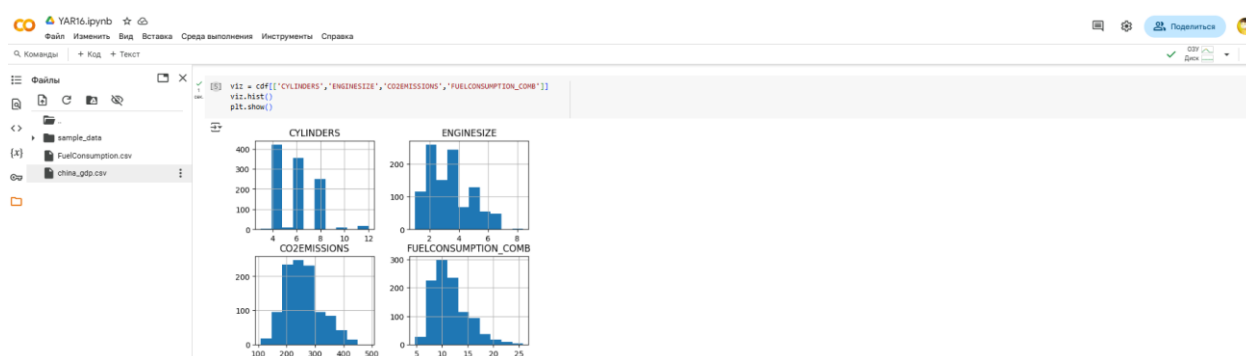 YAR16.ipynb
Файл Изменить Вид Вставка Среда выполнения Инструменты Справка
Поделиться
Команды + Код + Текст
ОЗУ
Диск
Файлы
..
sample_data
FuelConsumption.csv
china_gdp.csv
[5] viz = cdf[['CYLINDERS','ENGINESIZE','CO2EMISSIONS','FUELCONSUMPTION_COMB']]
viz.hist()
plt.show()
CYLINDERS
400
300
200
100
0
4 6 8 10 12
ENGINESIZE
200
100
0
2 4 6 8
CO2EMISSIONS
200
100
0
100 200 300 400 500
FUELCONSUMPTION_COMB
300
200
100
0
5 10 15 20 25